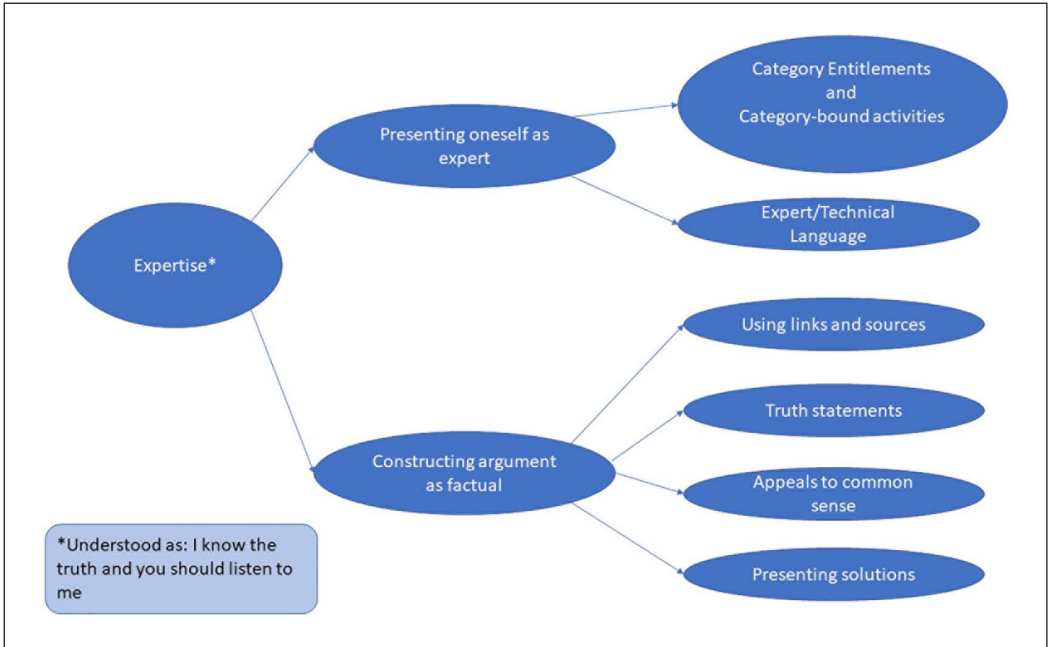 Category Entitlements
and
Category-bound activities
Presenting oneself as
expert
Expert/Technical
Language
Expertise*
Using links and sources
Truth statements
Constructing argument
as factual
Appeals to common
sense
Presenting solutions
*Understood as: I know the
truth and you should listen to
me